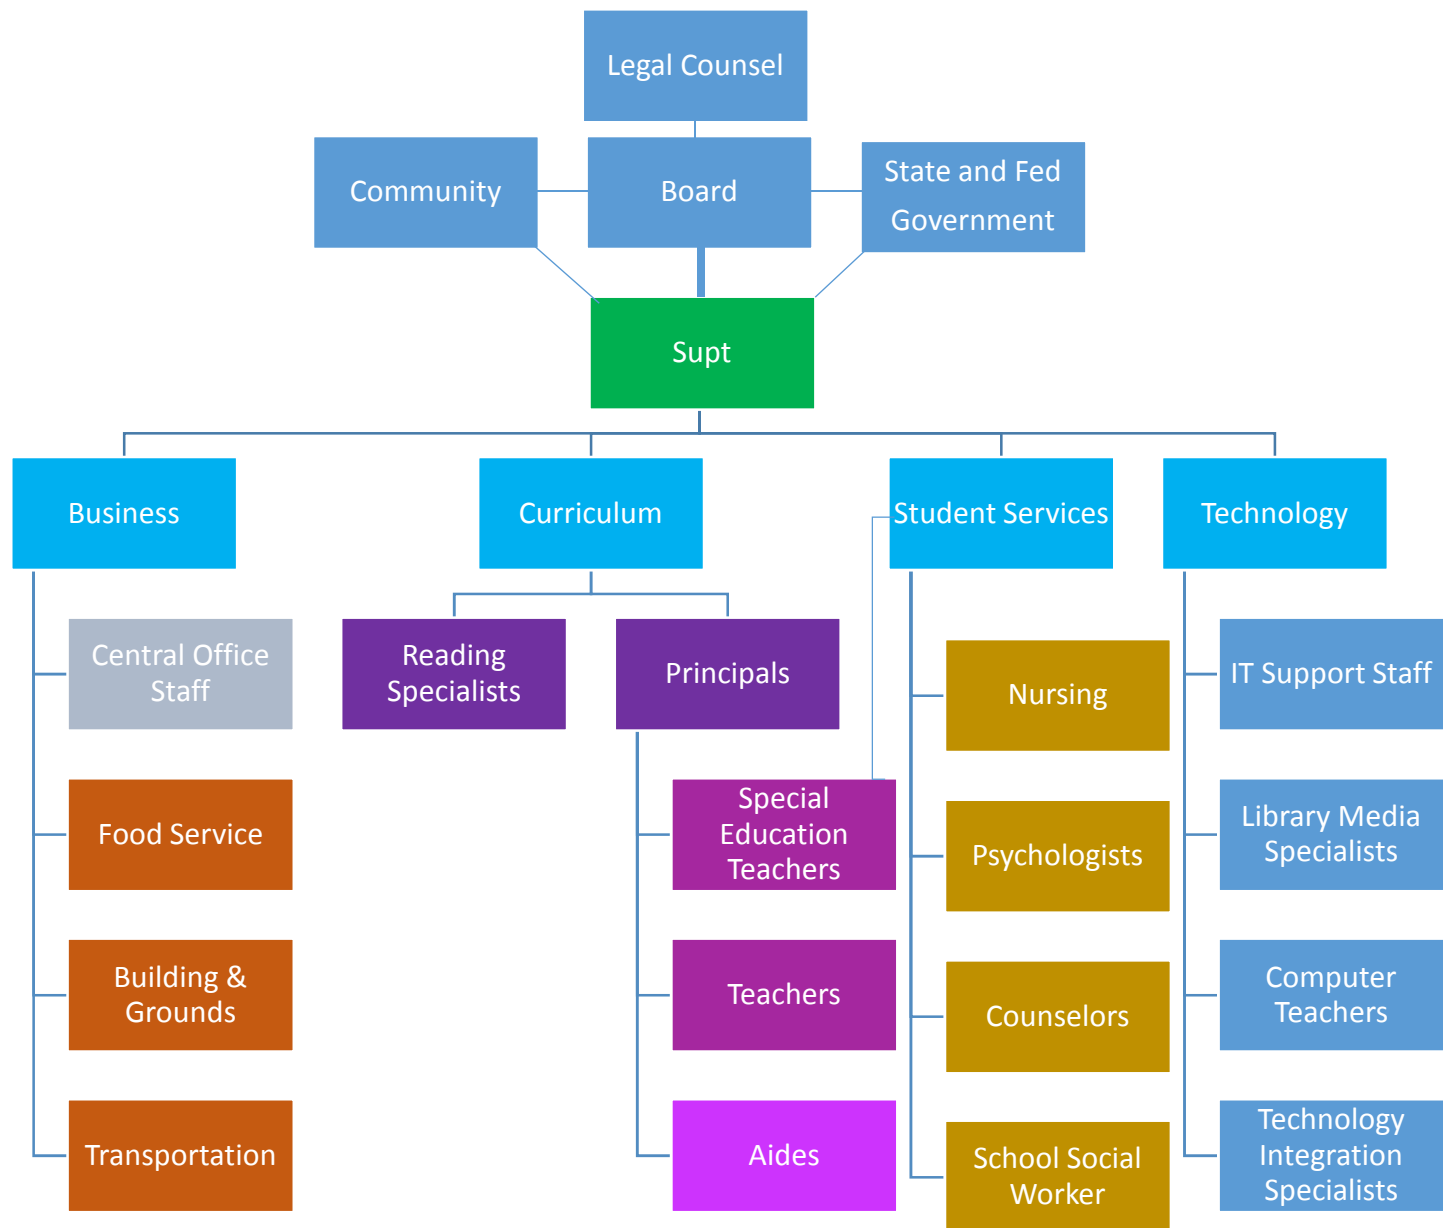 Legal Counsel
Community
Board
State and Fed
Government
Supt
Business
Curriculum
Student Services
Technology
Central Office
Staff
Food Service
Building &
Grounds
Transportation
Reading
Specialists
Principals
Special
Education
Teachers
Teachers
Aides
Nursing
Psychologists
Counselors
School Social
Worker
IT Support Staff
Library Media
Specialists
Computer
Teachers
Technology
Integration
Specialists